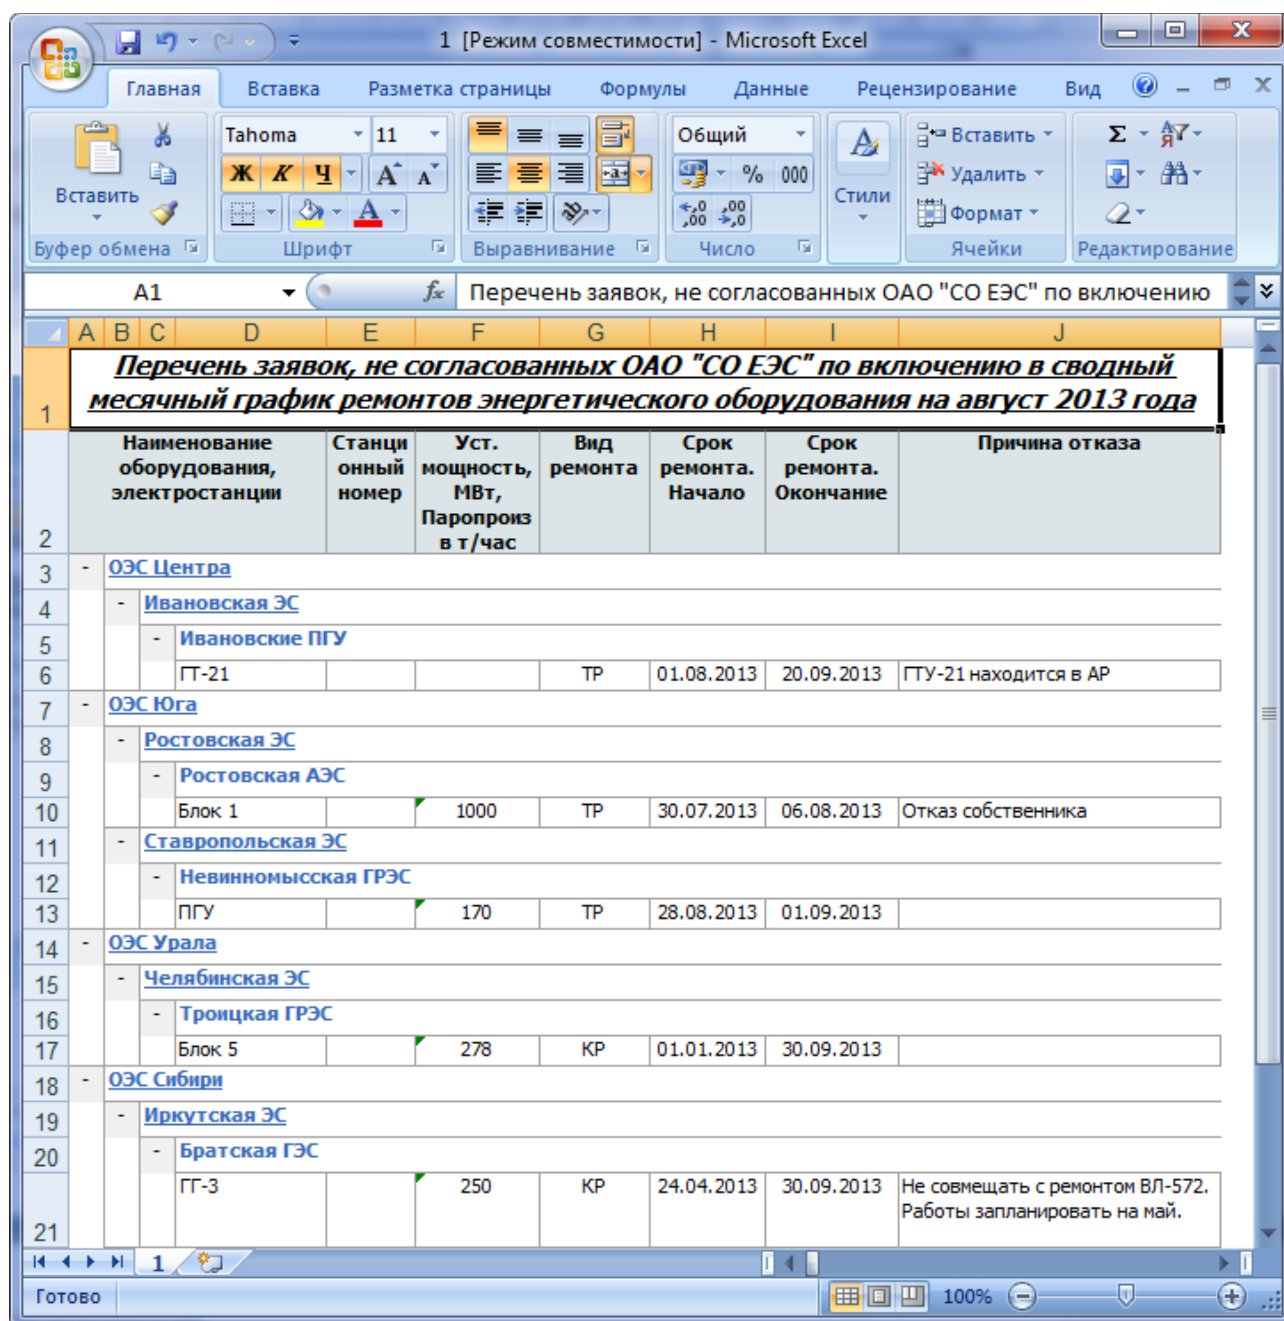 1 [Режим совместимости] - Microsoft Excel
Главная Вставка Разметка страницы Формулы Данные Рецензирование Вид
Вставить
Tahoma 11
Общий
Ж К Ч
% 000
Стили
Вставить
Удалить
Формат
Σ
Буфер обмена Шрифт Выравнивание Число Ячейки Редактирование
A1 fx Перечень заявок, не согласованных ОАО "СО ЕЭС" по включению
A B C D E F G H I J
1 Перечень заявок, не согласованных ОАО "СО ЕЭС" по включению в сводный
месячный график ремонтов энергетического оборудования на август 2013 года
2 Наименование оборудования, электростанции Станци онный номер Уст. мощность, МВт, Паропроиз в т/час Вид ремонта Срок ремонта. Начало Срок ремонта. Окончание Причина отказа
3 - ОЭС Центра
4 - Ивановская ЭС
5 - Ивановские ПГУ
6 ГТ-21 ТР 01.08.2013 20.09.2013 ГТУ-21 находится в АР
7 - ОЭС Юга
8 - Ростовская ЭС
9 - Ростовская АЭС
10 Блок 1 1000 ТР 30.07.2013 06.08.2013 Отказ собственника
11 - Ставропольская ЭС
12 - Невинномысская ГРЭС
13 ПГУ 170 ТР 28.08.2013 01.09.2013
14 - ОЭС Урала
15 - Челябинская ЭС
16 - Троицкая ГРЭС
17 Блок 5 278 КР 01.01.2013 30.09.2013
18 - ОЭС Сибири
19 - Иркутская ЭС
20 - Братская ГЭС
21 ГГ-3 250 КР 24.04.2013 30.09.2013 Не совмещать с ремонтом ВЛ-572.
Работы запланировать на май.
1
Готово 100%